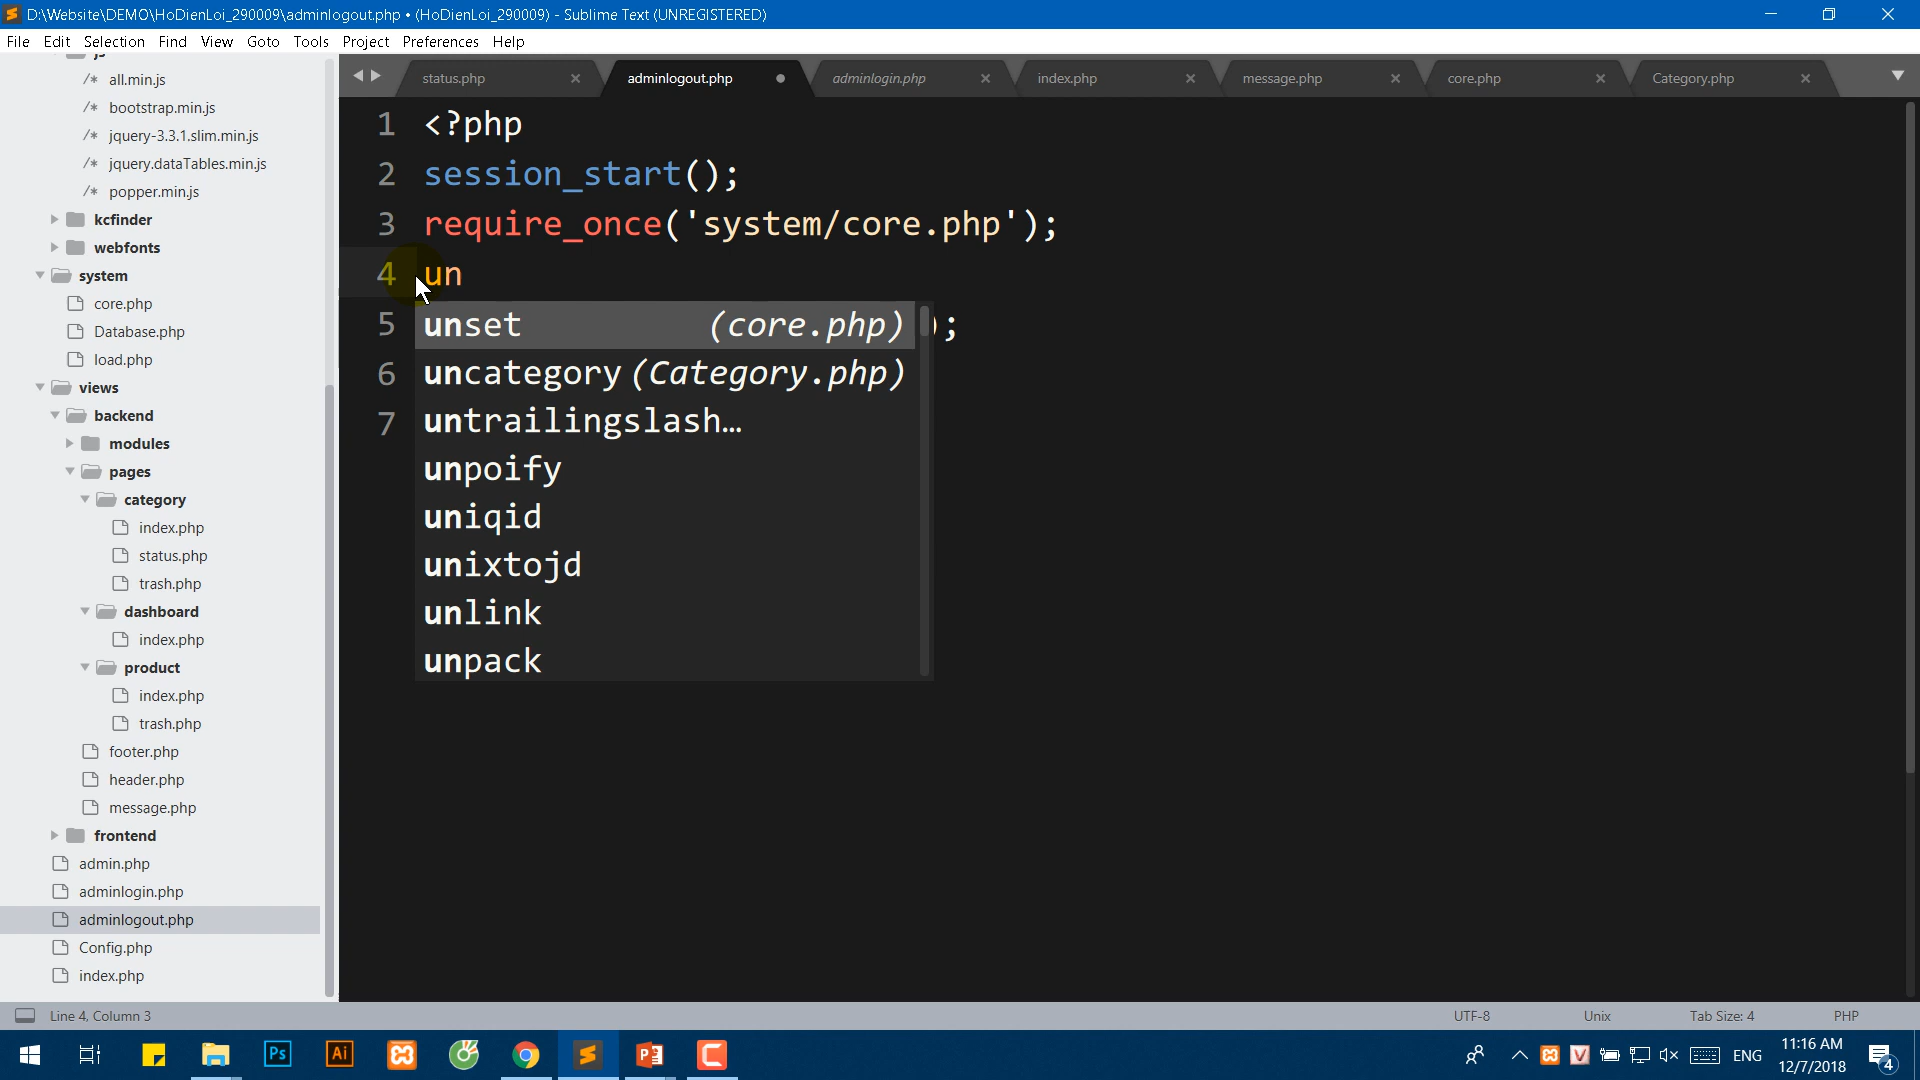 D:\Website\DEMO\HoDienLoi_290009\adminlogout.php • (HoDienLoi_290009) - Sublime Text (UNREGISTERED)
File Edit Selection Find View Goto Tools Project Preferences Help
status.php × adminlogout.php adminlogin.php × index.php × message.php × core.php × Category.php ×
js
/* all.min.js
/* bootstrap.min.js
/* jquery-3.3.1.slim.min.js
/* jquery.dataTables.min.js
/* popper.min.js
kcfinder
webfonts
system
core.php
Database.php
load.php
views
backend
modules
pages
category
index.php
status.php
trash.php
dashboard
index.php
product
index.php
trash.php
footer.php
header.php
message.php
frontend
admin.php
adminlogin.php
adminlogout.php
Config.php
index.php
1 <?php
2 session_start();
3 require_once('system/core.php');
4 un
5 );
6
7
unset (core.php)
uncategory (Category.php)
untrailingslash…
unpoify
uniqid
unixtojd
unlink
unpack
Line 4, Column 3 UTF-8 Unix Tab Size: 4 PHP
Ps Ai ENG 11:16 AM
12/7/2018 4